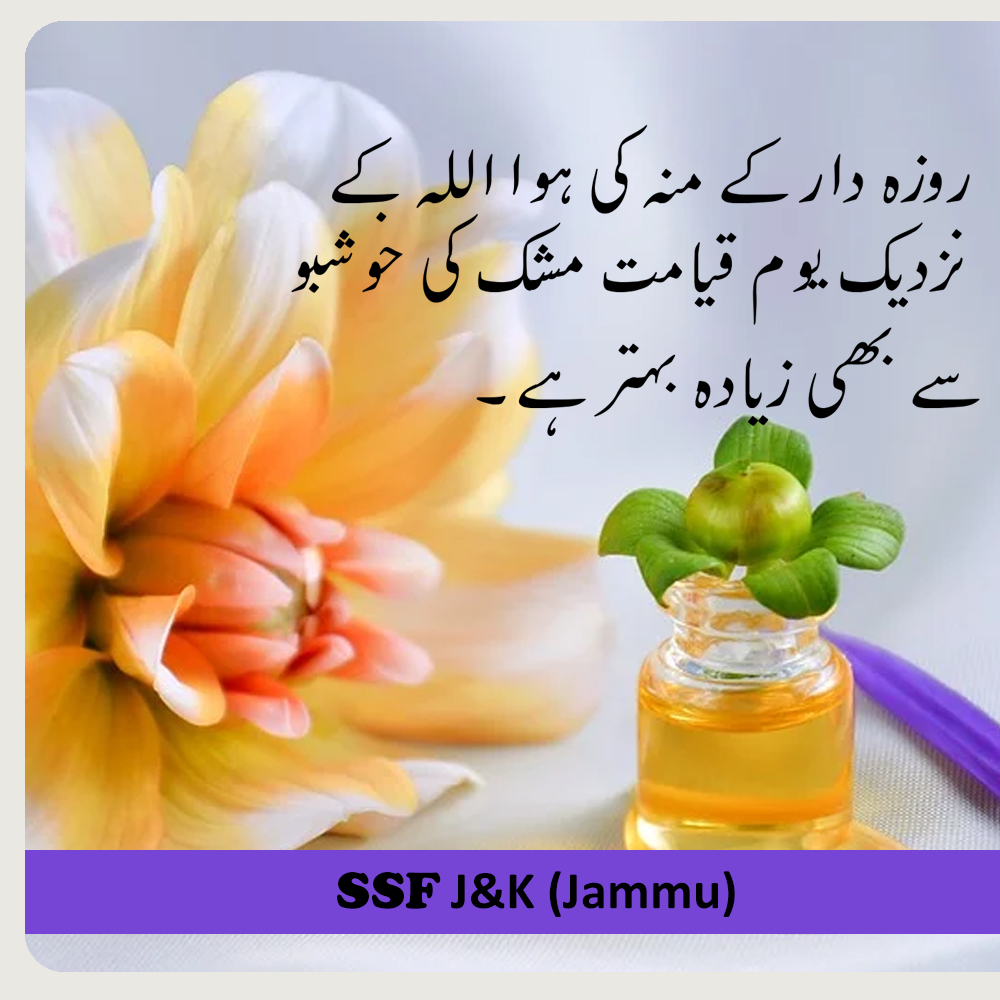 روزہ دار کے منہ کی ہوا اللہ کے
نزدیک یوم قیامت مشک کی خوشبو
سے بھی زیادہ بہتر ہے۔
SSF J&K (Jammu)